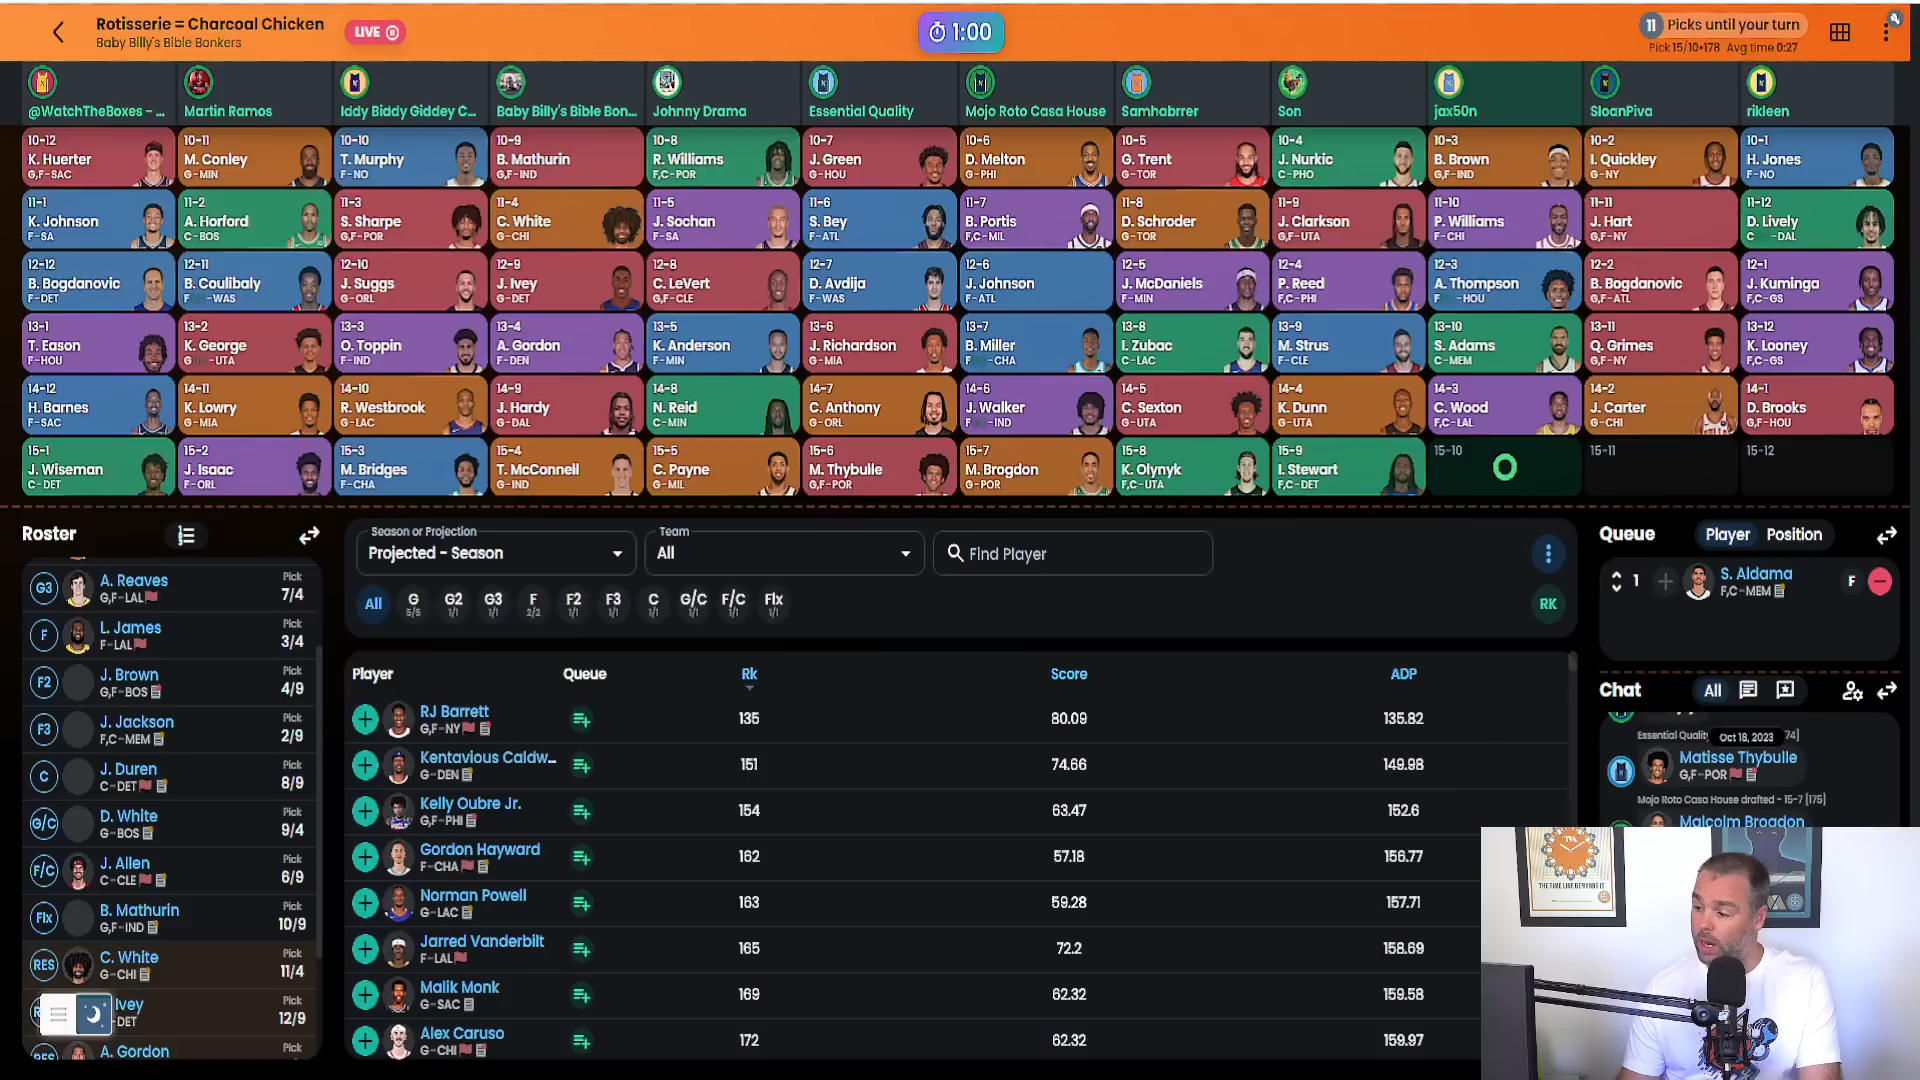 Rotisserie = Charcoal Chicken
Baby Billy's Bible Bonkers
LIVE
1:00
11 Picks until your turn
Pick 15/10•178 Avg time 0:27
@WatchTheBoxes – ...
Martin Ramos
Iddy Biddy Giddey C...
Baby Billy's Bible Bon...
Johnny Drama
Essential Quality
Mojo Roto Casa House
Samhabrrer
Son
jax50n
SloanPiva
rikleen
10-12 10-11 10-10 10-9 10-8 10-7 10-6 10-5 10-4 10-3 10-2 10-1
K. Huerter M. Conley T. Murphy B. Mathurin R. Williams J. Green D. Melton G. Trent J. Nurkic B. Brown I. Quickley H. Jones
G,F-SAC G-MIN F-NO G,F-IND F,C-POR G-HOU G-PHI G-TOR C-PHO G,F-IND G-NY F-NO
11-1 11-2 11-3 11-4 11-5 11-6 11-7 11-8 11-9 11-10 11-11 11-12
K. Johnson A. Horford S. Sharpe C. White J. Sochan S. Bey B. Portis D. Schroder J. Clarkson P. Williams J. Hart D. Lively
F-SA C-BOS G,F-POR G-CHI F-SA F-ATL F,C-MIL G-TOR G,F-UTA F-CHI G,F-NY C DAL
12-12 12-11 12-10 12-9 12-8 12-7 12-6 12-5 12-4 12-3 12-2 12-1
B. Bogdanovic B. Coulibaly J. Suggs J. Ivey C. LeVert D. Avdija J. Johnson J. McDaniels P. Reed A. Thompson B. Bogdanovic J. Kuminga
F-DET F -WAS G-ORL G-DET G,F-CLE F-WAS F-ATL F-MIN F,C-PHI F -HOU G,F-ATL F,C-GS
13-1 13-2 13-3 13-4 13-5 13-6 13-7 13-8 13-9 13-10 13-11 13-12
T. Eason K. George O. Toppin A. Gordon K. Anderson J. Richardson B. Miller I. Zubac M. Strus S. Adams Q. Grimes K. Looney
F-HOU G -UTA F-IND F-DEN F-MIN G-MIA F -CHA C-LAC F-CLE C-MEM G,F-NY F,C-GS
14-12 14-11 14-10 14-9 14-8 14-7 14-6 14-5 14-4 14-3 14-2 14-1
H. Barnes K. Lowry R. Westbrook J. Hardy N. Reid C. Anthony J. Walker C. Sexton K. Dunn C. Wood J. Carter D. Brooks
F-SAC G-MIA G-LAC G-DAL C-MIN G-ORL F -IND G-UTA G-UTA F,C-LAL G-CHI G,F-HOU
15-1 15-2 15-3 15-4 15-5 15-6 15-7 15-8 15-9 15-10 15-11 15-12
J. Wiseman J. Isaac M. Bridges T. McConnell C. Payne M. Thybulle M. Brogdon K. Olynyk I. Stewart
C-DET F-ORL F-CHA G-IND G-MIL G,F-POR G-POR F,C-UTA F,C-DET
Roster
G3 A. Reaves Pick
G,F-LAL 7/4
F L. James Pick
F-LAL 3/4
F2 J. Brown Pick
G,F-BOS 4/9
F3 J. Jackson Pick
F,C-MEM 2/9
C J. Duren Pick
C-DET 8/9
G/C D. White Pick
G-BOS 9/4
F/C J. Allen Pick
C-CLE 6/9
Flx B. Mathurin Pick
G,F-IND 10/9
RES C. White Pick
G-CHI 11/4
Ivey Pick
-DET 12/9
RES A. Gordon Pick
Season or Projection
Projected - Season
Team
All
Find Player
All G G2 G3 F F2 F3 C G/C F/C Flx
5/5 1/1 1/1 2/2 1/1 1/1 1/1 1/1 1/1 1/1
RK
Player Queue Rk Score ADP
RJ Barrett 135 80.09 135.82
G,F-NY
Kentavious Caldw... 151 74.66 149.98
G-DEN
Kelly Oubre Jr. 154 63.47 152.6
G,F-PHI
Gordon Hayward 162 57.18 156.77
F-CHA
Norman Powell 163 59.28 157.71
G-LAC
Jarred Vanderbilt 165 72.2 158.69
F-LAL
Malik Monk 169 62.32 159.58
G-SAC
Alex Caruso 172 62.32 159.97
G-CHI
Queue Player Position
1 S. Aldama F
F,C-MEM
Chat All
Essential Quality Oct 18, 2023 74]
Matisse Thybulle
G,F-POR
Mojo Roto Casa House drafted - 15-7 [175]
Malcolm Brogdon
THE TIME LIKE DEMANDS IT